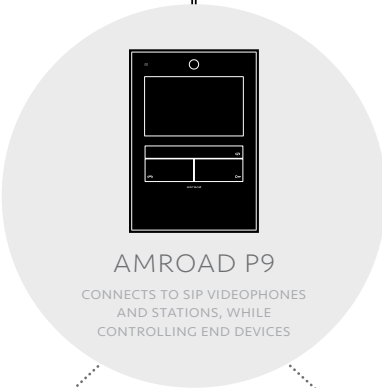 AMROAD P9
CONNECTS TO SIP VIDEOPHONES
AND STATIONS, WHILE
CONTROLLING END DEVICES